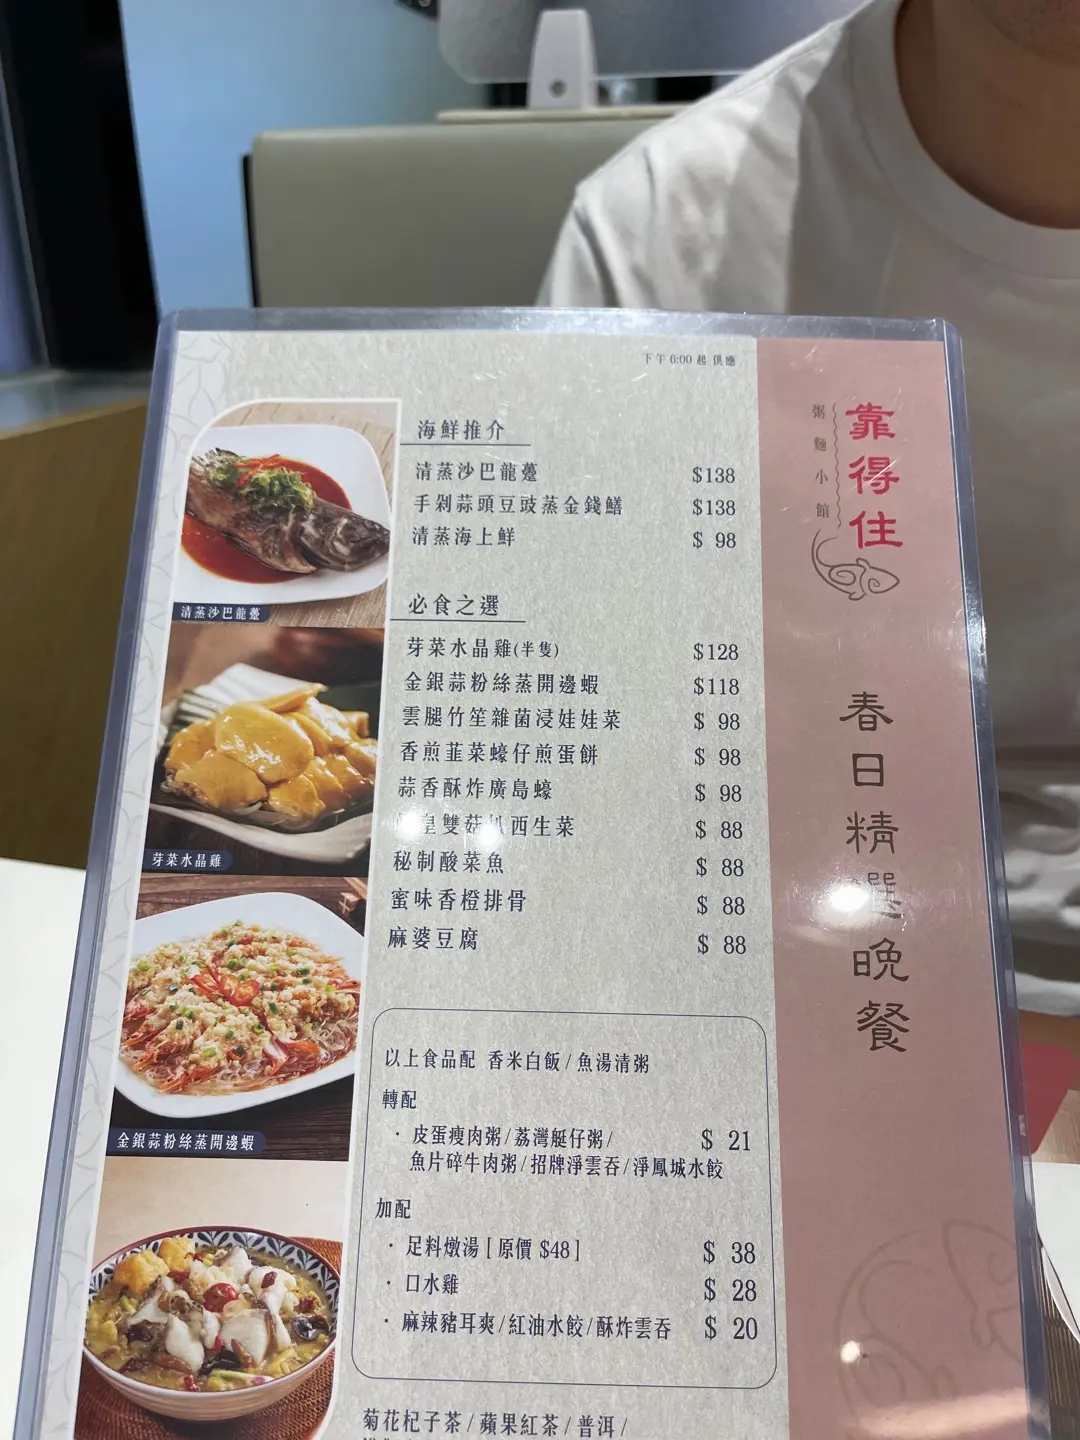 下午 6:00 起 供應
靠得住
粥麵小館
春日精選晚餐
海鮮推介
清蒸沙巴龍躉 $138
手剁蒜頭豆豉蒸金錢鱔 $138
清蒸海上鮮 $ 98
清蒸沙巴龍躉
必食之選
芽菜水晶雞(半隻) $128
金銀蒜粉絲蒸開邊蝦 $118
雲腿竹笙雜菌浸娃娃菜 $ 98
香煎韮菜蠔仔煎蛋餅 $ 98
蒜香酥炸廣島蠔 $ 98
皇雙菇扒西生菜 $ 88
秘制酸菜魚 $ 88
蜜味香橙排骨 $ 88
麻婆豆腐 $ 88
芽菜水晶雞
金銀蒜粉絲蒸開邊蝦
以上食品配 香米白飯 / 魚湯清粥
轉配
· 皮蛋瘦肉粥 / 荔灣艇仔粥 / $ 21
魚片碎牛肉粥 / 招牌淨雲吞 / 淨鳳城水餃
加配
· 足料燉湯 [ 原價 $48 ] $ 38
· 口水雞 $ 28
· 麻辣豬耳爽 / 紅油水餃 / 酥炸雲吞 $ 20
菊花杞子茶 / 蘋果紅茶 / 普洱 /